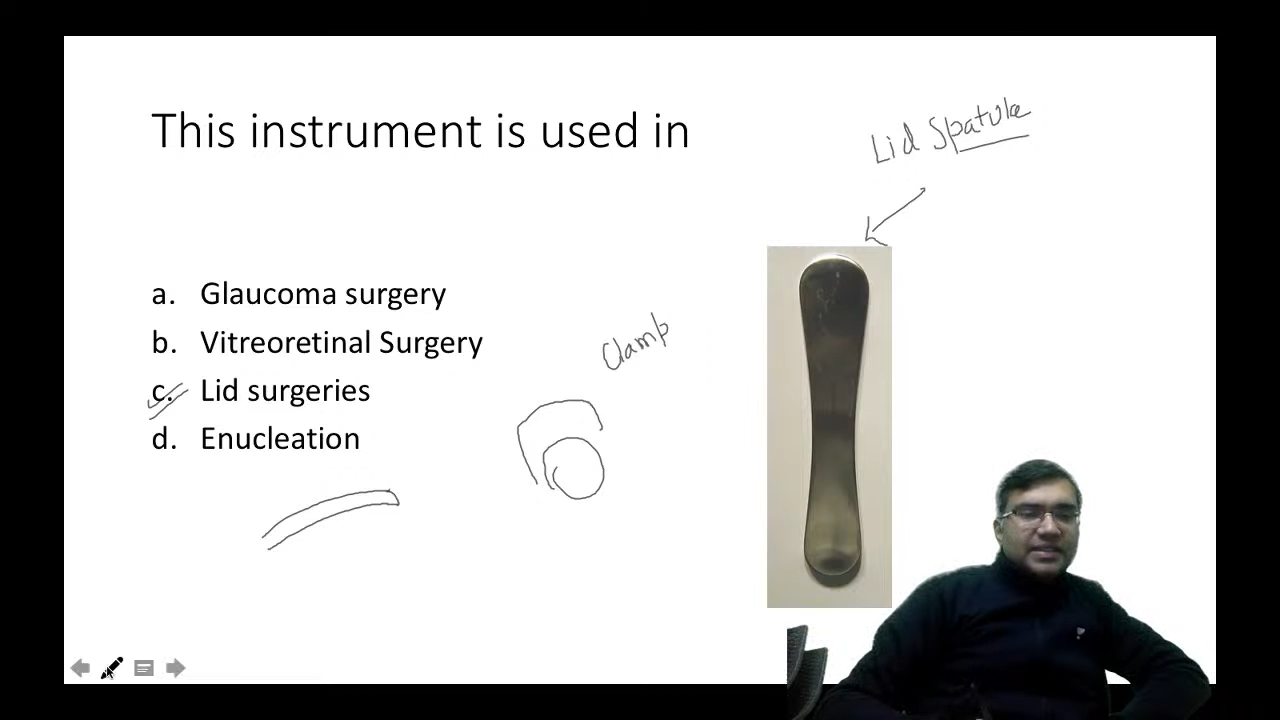 This instrument is used in
Lid Spatula
a. Glaucoma surgery
b. Vitreoretinal Surgery
Clamp
c. Lid surgeries
d. Enucleation